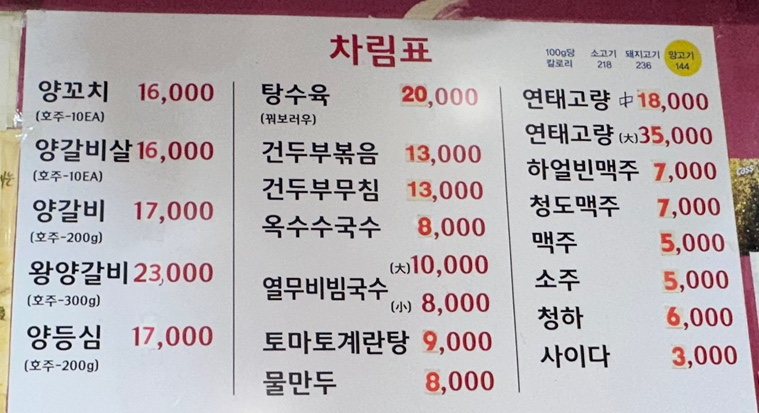 차림표
100g당 칼로리
소고기 218
돼지고기 236
양고기 144
양꼬치 16,000
(호주-10EA)
양갈비살 16,000
(호주-10EA)
양갈비 17,000
(호주-200g)
왕양갈비 23,000
(호주-300g)
양등심 17,000
(호주-200g)
탕수육 20,000
(꿔보러우)
건두부볶음 13,000
건두부무침 13,000
옥수수국수 8,000
열무비빔국수 (大)10,000
(小) 8,000
토마토계란탕 9,000
물만두 8,000
연태고량 中 18,000
연태고량 (大)35,000
하얼빈맥주 7,000
청도맥주 7,000
맥주 5,000
소주 5,000
청하 6,000
사이다 3,000